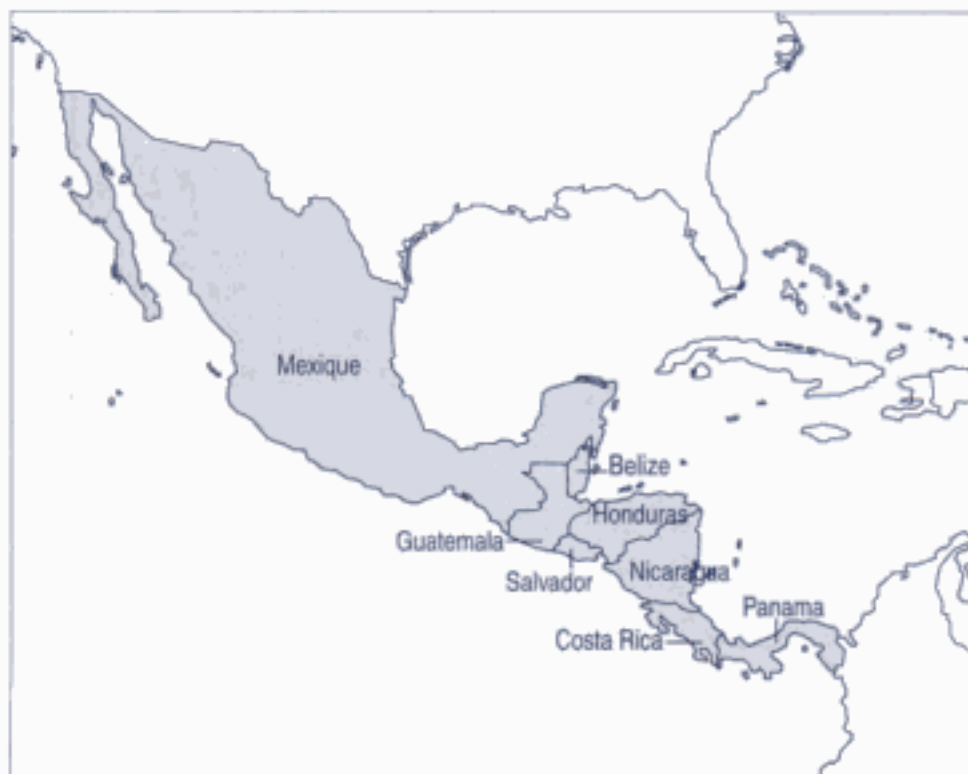 Mexique
Belize
Honduras
Guatemala
Nicaragua
Salvador
Panama
Costa Rica